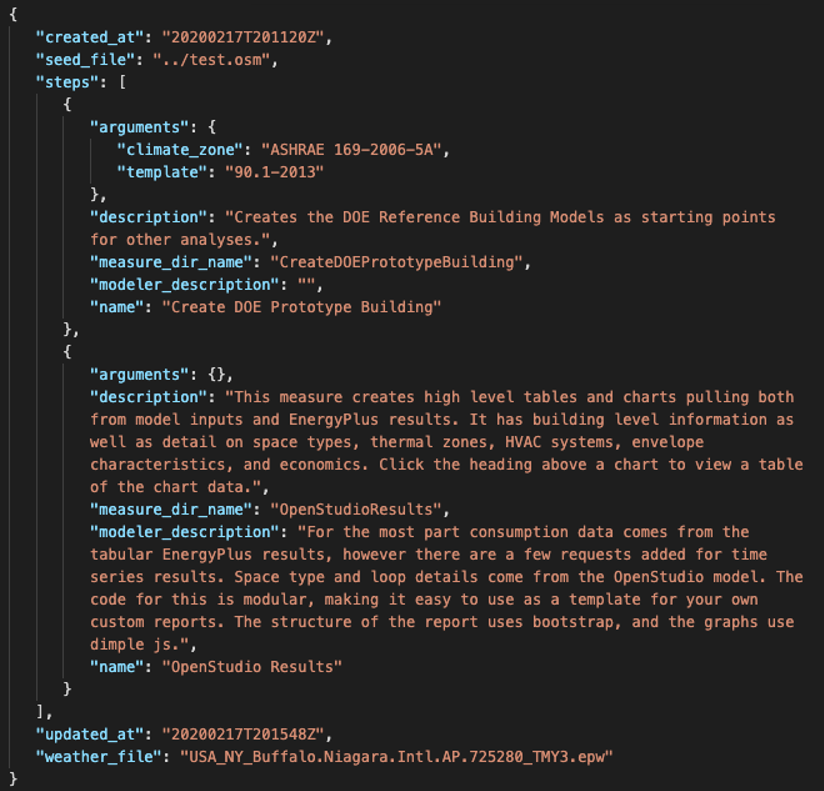 {
"created_at": "20200217T201120Z",
"seed_file": "../test.osm",
"steps": [
{
"arguments": {
"climate_zone": "ASHRAE 169-2006-5A",
"template": "90.1-2013"
},
"description": "Creates the DOE Reference Building Models as starting points
for other analyses.",
"measure_dir_name": "CreateDOEPrototypeBuilding",
"modeler_description": "",
"name": "Create DOE Prototype Building"
},
{
"arguments": {},
"description": "This measure creates high level tables and charts pulling both
from model inputs and EnergyPlus results. It has building level information as
well as detail on space types, thermal zones, HVAC systems, envelope
characteristics, and economics. Click the heading above a chart to view a table
of the chart data.",
"measure_dir_name": "OpenStudioResults",
"modeler_description": "For the most part consumption data comes from the
tabular EnergyPlus results, however there are a few requests added for time
series results. Space type and loop details come from the OpenStudio model. The
code for this is modular, making it easy to use as a template for your own
custom reports. The structure of the report uses bootstrap, and the graphs use
dimple js.",
"name": "OpenStudio Results"
}
],
"updated_at": "20200217T201548Z",
"weather_file": "USA_NY_Buffalo.Niagara.Intl.AP.725280_TMY3.epw"
}